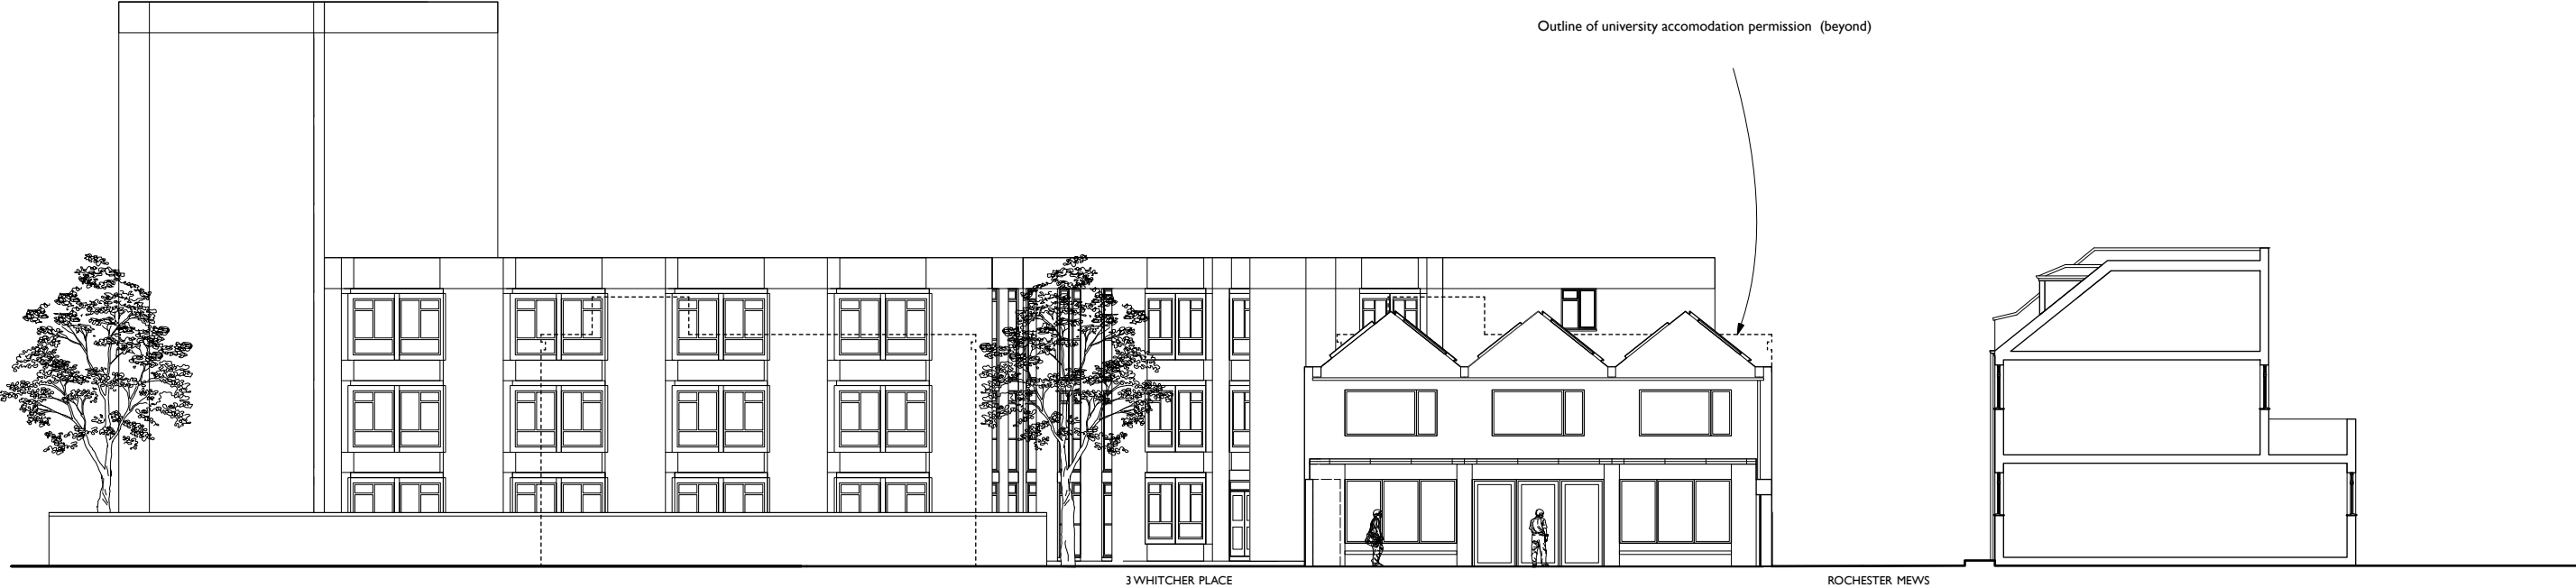 Outline of university accomodation permission (beyond)
3 WHITCHER PLACE
ROCHESTER MEWS